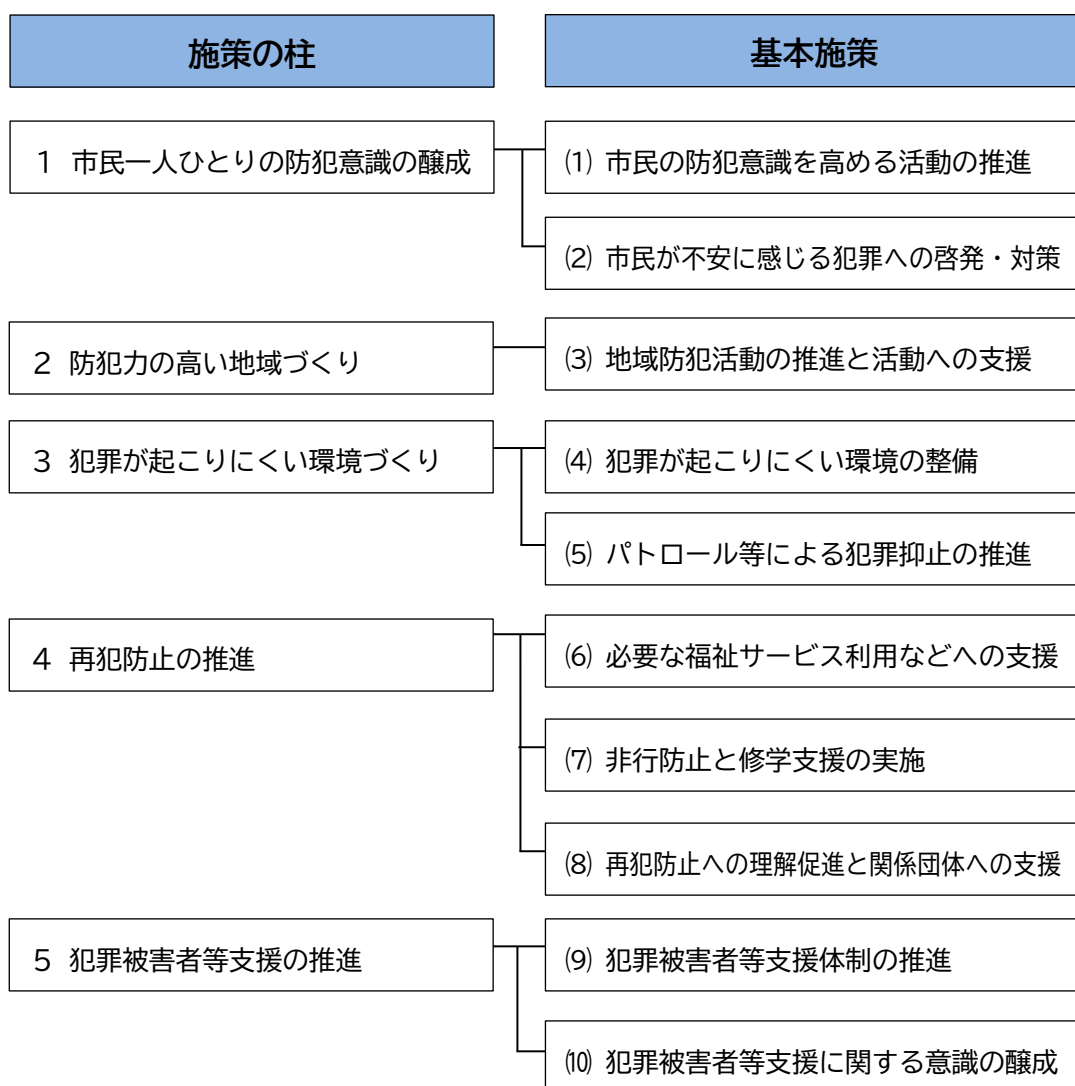 施策の柱
基本施策
1 市民一人ひとりの防犯意識の醸成
⑴ 市民の防犯意識を高める活動の推進
⑵ 市民が不安に感じる犯罪への啓発・対策
2 防犯力の高い地域づくり
⑶ 地域防犯活動の推進と活動への支援
3 犯罪が起こりにくい環境づくり
⑷ 犯罪が起こりにくい環境の整備
⑸ パトロール等による犯罪抑止の推進
4 再犯防止の推進
⑹ 必要な福祉サービス利用などへの支援
⑺ 非行防止と修学支援の実施
⑻ 再犯防止への理解促進と関係団体への支援
5 犯罪被害者等支援の推進
⑼ 犯罪被害者等支援体制の推進
⑽ 犯罪被害者等支援に関する意識の醸成